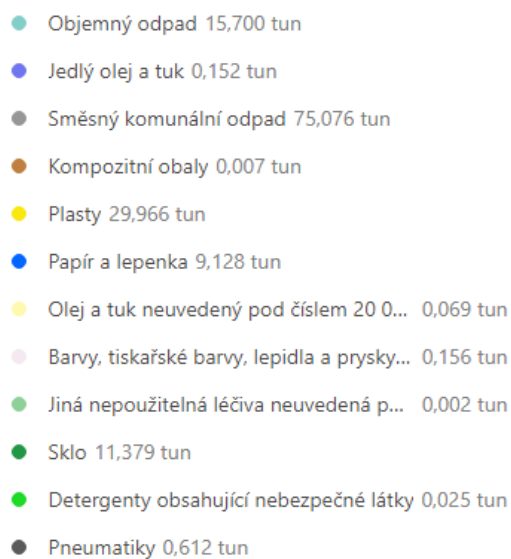 Objemný odpad 15,700 tun
Jedlý olej a tuk 0,152 tun
Směsný komunální odpad 75,076 tun
Kompozitní obaly 0,007 tun
Plasty 29,966 tun
Papír a lepenka 9,128 tun
Olej a tuk neuvedený pod číslem 20 0... 0,069 tun
Barvy, tiskařské barvy, lepidla a prysky... 0,156 tun
Jiná nepoužitelná léčiva neuvedená p... 0,002 tun
Sklo 11,379 tun
Detergenty obsahující nebezpečné látky 0,025 tun
Pneumatiky 0,612 tun